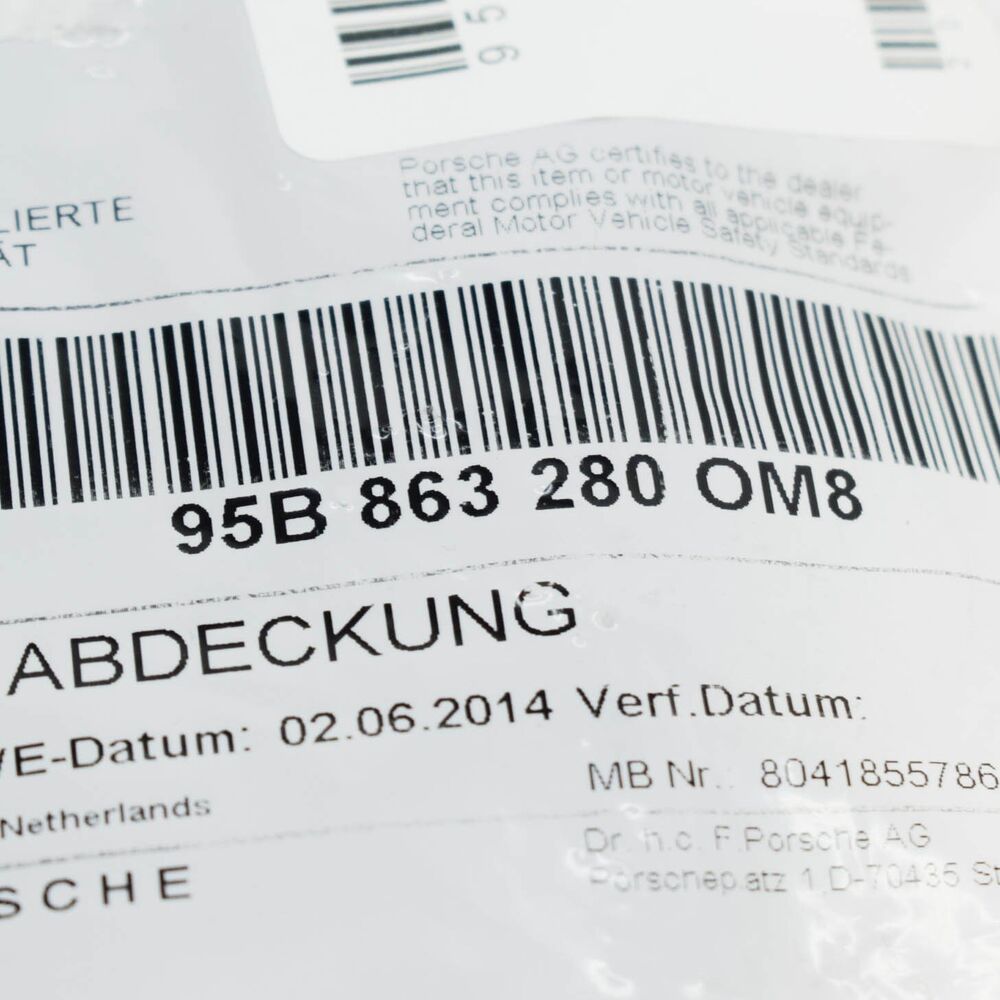 95
LIERTE
ÄT
Porsche AG certifies to the dealer
that this item or motor vehicle equip-
ment complies with all applicable Fe-
deral Motor Vehicle Safety Standards
95B 863 280 OM8
ABDECKUNG
E-Datum: 02.06.2014 Verf.Datum:
MB Nr.: 8041855786
Netherlands
Dr. h.c. F.Porsche AG
Porscheplatz 1 D-70435 St
SCHE